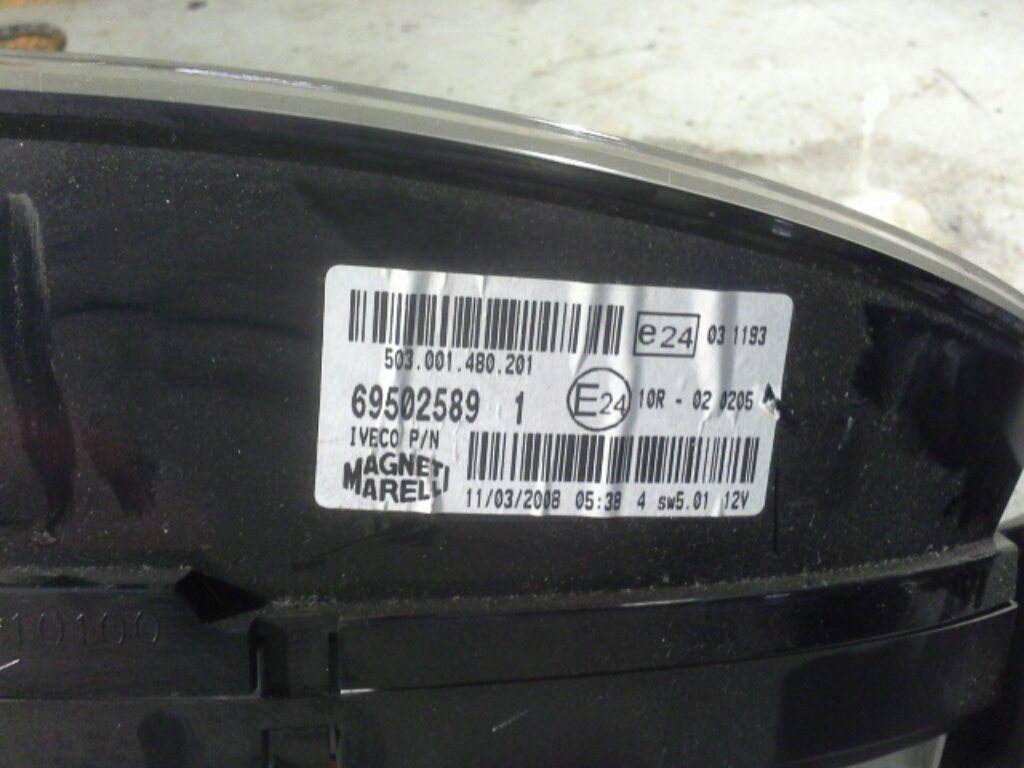 e24 03 1193
503.001.480.201
69502589 1 E24 10R - 02 0205
IVECO P/N
MAGNETI
MARELLI
11/03/2008 05:38 4 sw5.01 12V
10100